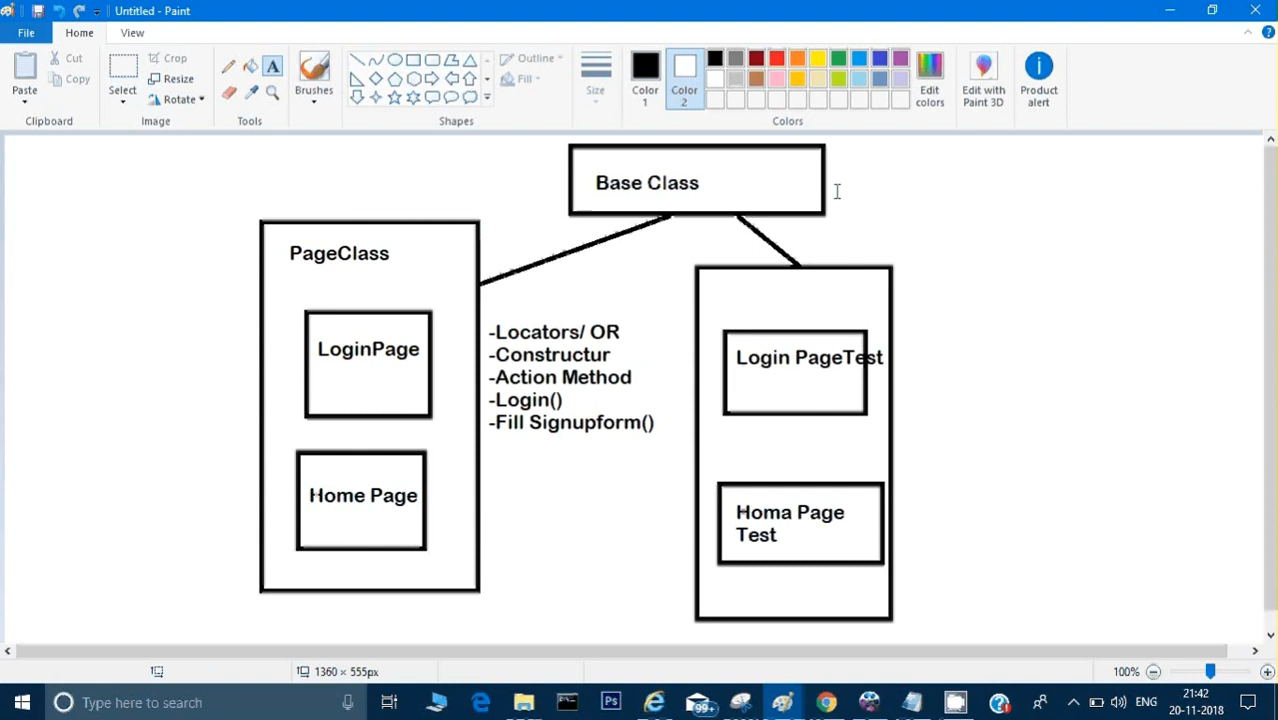 Untitled - Paint
File
Home
View
Paste
Cut
Copy
Clipboard
Select
Crop
Resize
Rotate
Image
A
Tools
Brushes
Shapes
Outline
Fill
Size
Color 1
Color 2
Edit colors
Colors
Edit with Paint 3D
Product alert
Base Class
PageClass
LoginPage
Home Page
-Locators/ OR
-Constructur
-Action Method
-Login()
-Fill Signupform()
Login PageTest
Homa Page
Test
1360 × 555px
100%
Type here to search
Ps
99+
ENG
21:42
20-11-2018